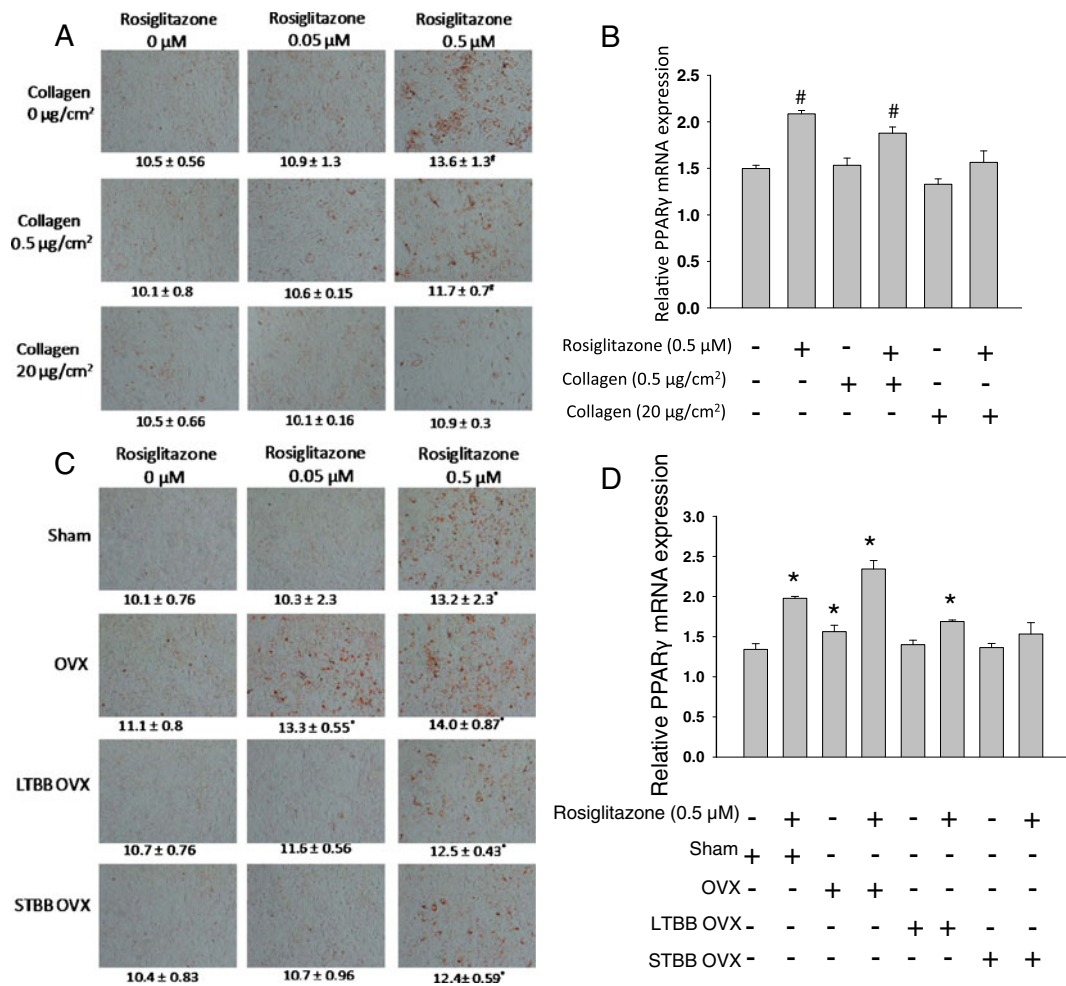 A
Rosiglitazone 0 µM
Rosiglitazone 0.05 µM
Rosiglitazone 0.5 µM
Collagen 0 µg/cm²
10.5 ± 0.56
10.9 ± 1.3
13.6 ± 1.3#
Collagen 0.5 µg/cm²
10.1 ± 0.8
10.6 ± 0.15
11.7 ± 0.7#
Collagen 20 µg/cm²
10.5 ± 0.66
10.1 ± 0.16
10.9 ± 0.3
B
Relative PPARγ mRNA expression
2.5
2.0
1.5
1.0
0.5
0.0
# #
Rosiglitazone (0.5 µM) - + - + - +
Collagen (0.5 µg/cm²) - - + + - -
Collagen (20 µg/cm²) - - - - + +
C
Rosiglitazone 0 µM
Rosiglitazone 0.05 µM
Rosiglitazone 0.5 µM
Sham
10.1 ± 0.76
10.3 ± 2.3
13.2 ± 2.3*
OVX
11.1 ± 0.8
13.3 ± 0.55*
14.0 ± 0.87*
LTBB OVX
10.7 ± 0.76
11.6 ± 0.56
12.5 ± 0.43*
STBB OVX
10.4 ± 0.83
10.7 ± 0.96
12.4 ± 0.59*
D
Relative PPARγ mRNA expression
3.0
2.5
2.0
1.5
1.0
0.5
0.0
* * * *
Rosiglitazone (0.5 µM) - + - + - + - +
Sham + + - - - - - -
OVX - - + + - - - -
LTBB OVX - - - - + + - -
STBB OVX - - - - - - + +